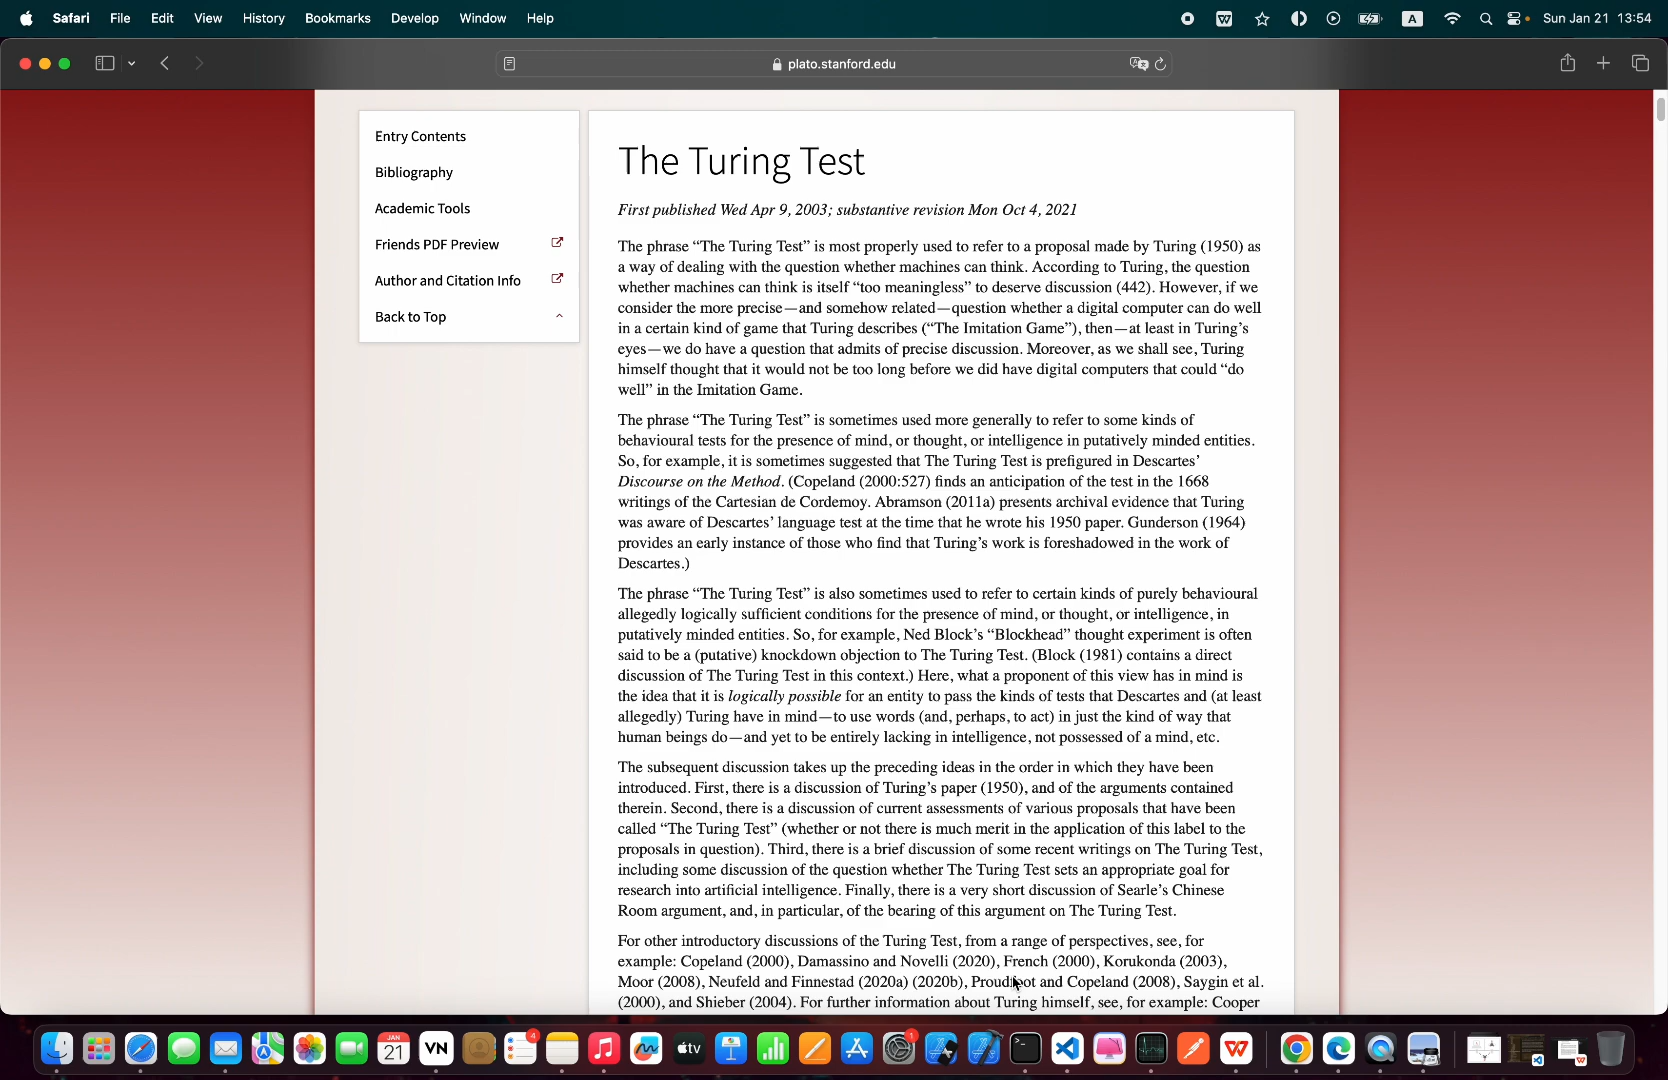 Safari File Edit View History Bookmarks Develop Window Help
A
Sun Jan 21 13:54
plato.stanford.edu
Entry Contents
Bibliography
Academic Tools
Friends PDF Preview
Author and Citation Info
Back to Top
The Turing Test
First published Wed Apr 9, 2003; substantive revision Mon Oct 4, 2021
The phrase “The Turing Test” is most properly used to refer to a proposal made by Turing (1950) as
a way of dealing with the question whether machines can think. According to Turing, the question
whether machines can think is itself “too meaningless” to deserve discussion (442). However, if we
consider the more precise—and somehow related—question whether a digital computer can do well
in a certain kind of game that Turing describes (“The Imitation Game”), then—at least in Turing’s
eyes—we do have a question that admits of precise discussion. Moreover, as we shall see, Turing
himself thought that it would not be too long before we did have digital computers that could “do
well” in the Imitation Game.
The phrase “The Turing Test” is sometimes used more generally to refer to some kinds of
behavioural tests for the presence of mind, or thought, or intelligence in putatively minded entities.
So, for example, it is sometimes suggested that The Turing Test is prefigured in Descartes’
Discourse on the Method. (Copeland (2000:527) finds an anticipation of the test in the 1668
writings of the Cartesian de Cordemoy. Abramson (2011a) presents archival evidence that Turing
was aware of Descartes’ language test at the time that he wrote his 1950 paper. Gunderson (1964)
provides an early instance of those who find that Turing’s work is foreshadowed in the work of
Descartes.)
The phrase “The Turing Test” is also sometimes used to refer to certain kinds of purely behavioural
allegedly logically sufficient conditions for the presence of mind, or thought, or intelligence, in
putatively minded entities. So, for example, Ned Block’s “Blockhead” thought experiment is often
said to be a (putative) knockdown objection to The Turing Test. (Block (1981) contains a direct
discussion of The Turing Test in this context.) Here, what a proponent of this view has in mind is
the idea that it is logically possible for an entity to pass the kinds of tests that Descartes and (at least
allegedly) Turing have in mind—to use words (and, perhaps, to act) in just the kind of way that
human beings do—and yet to be entirely lacking in intelligence, not possessed of a mind, etc.
The subsequent discussion takes up the preceding ideas in the order in which they have been
introduced. First, there is a discussion of Turing’s paper (1950), and of the arguments contained
therein. Second, there is a discussion of current assessments of various proposals that have been
called “The Turing Test” (whether or not there is much merit in the application of this label to the
proposals in question). Third, there is a brief discussion of some recent writings on The Turing Test,
including some discussion of the question whether The Turing Test sets an appropriate goal for
research into artificial intelligence. Finally, there is a very short discussion of Searle’s Chinese
Room argument, and, in particular, of the bearing of this argument on The Turing Test.
For other introductory discussions of the Turing Test, from a range of perspectives, see, for
example: Copeland (2000), Damassino and Novelli (2020), French (2000), Korukonda (2003),
Moor (2008), Neufeld and Finnestad (2020a) (2020b), Proudfoot and Copeland (2008), Saygin et al.
(2000), and Shieber (2004). For further information about Turing himself, see, for example: Cooper
JAN
21
VN
4
tv
1